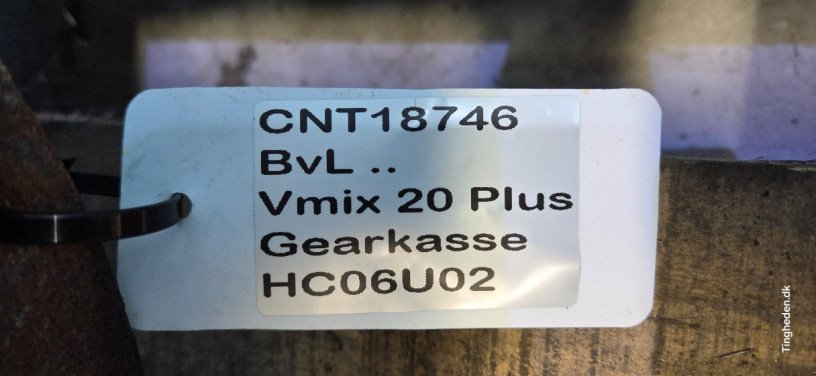 CNT18746
BvL ..
Vmix 20 Plus
Gearkasse
HC06U02
Tingheden.dk